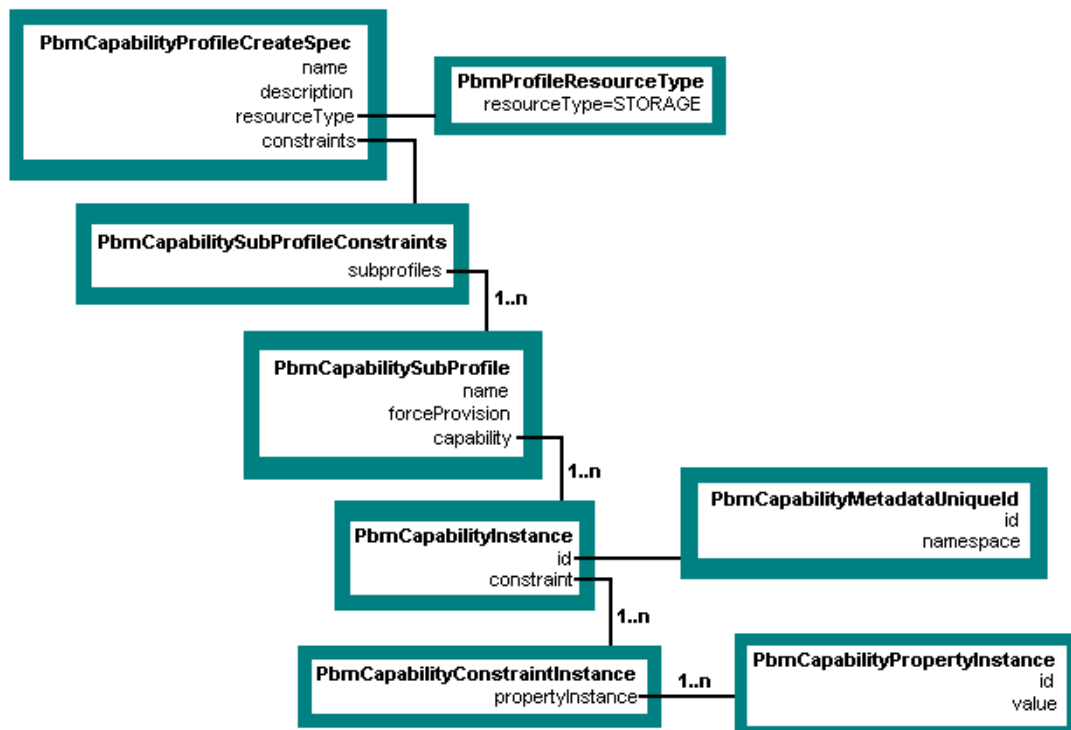 PbmCapabilityProfileCreateSpec
name
description
resourceType
constraints
PbmProfileResourceType
resourceType=STORAGE
PbmCapabilitySubProfileConstraints
subprofiles
1..n
PbmCapabilitySubProfile
name
forceProvision
capability
1..n
PbmCapabilityInstance
id
constraint
PbmCapabilityMetadataUniqueId
id
namespace
1..n
PbmCapabilityConstraintInstance
propertyInstance
1..n
PbmCapabilityPropertyInstance
id
value